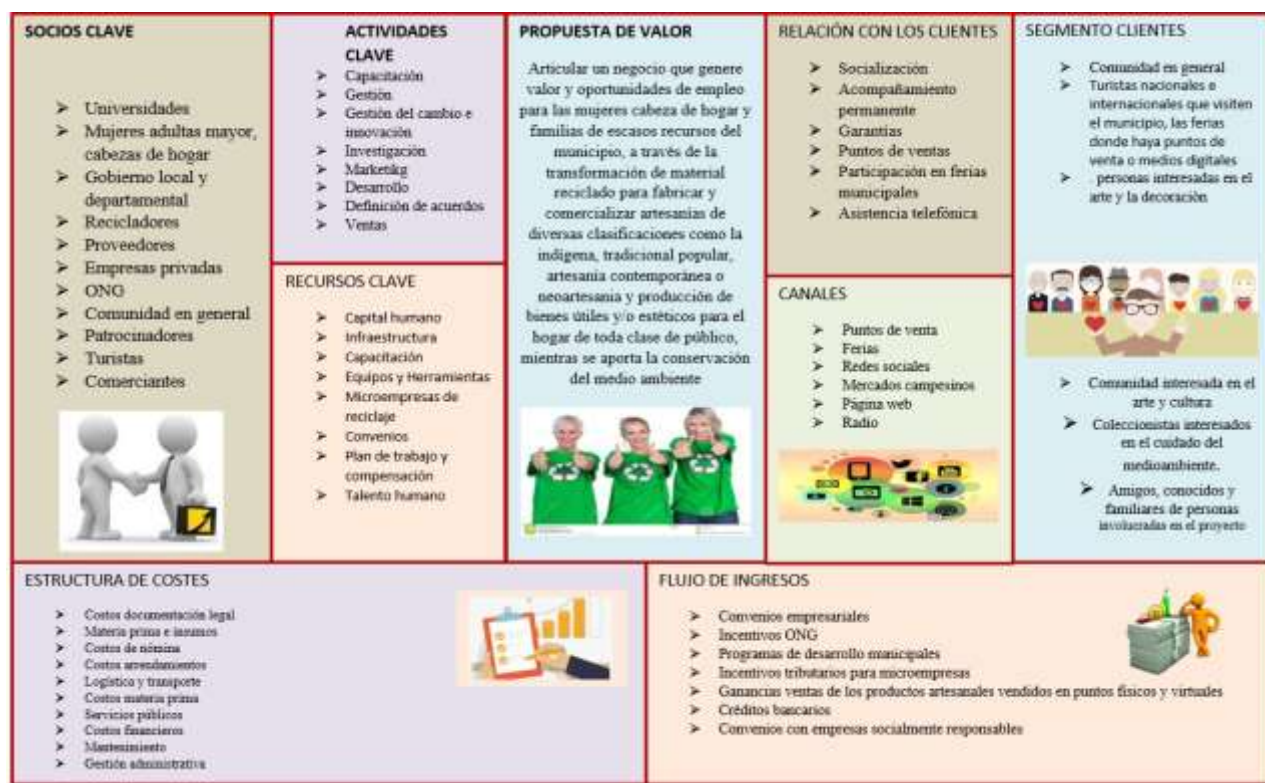 SOCIOS CLAVE
➢ Universidades
➢ Mujeres adultas mayor,
cabezas de hogar
➢ Gobierno local y
departamental
➢ Recicladores
➢ Proveedores
➢ Empresas privadas
➢ ONG
➢ Comunidad en general
➢ Patrocinadores
➢ Turistas
➢ Comerciantes
ACTIVIDADES
CLAVE
➢ Capacitación
➢ Gestión
➢ Gestión del cambio e
innovación
➢ Investigación
➢ Marketikg
➢ Desarrollo
➢ Definición de acuerdos
➢ Ventas
RECURSOS CLAVE
➢ Capital humano
➢ Infraestructura
➢ Capacitación
➢ Equipos y Herramientas
➢ Microempresas de
reciclaje
➢ Convenios
➢ Plan de trabajo y
compensación
➢ Talento humano
PROPUESTA DE VALOR
Articular un negocio que genere
valor y oportunidades de empleo
para las mujeres cabeza de hogar y
familias de escasos recursos del
municipio, a través de la
transformación de material
reciclado para fabricar y
comercializar artesanías de
diversas clasificaciones como la
indígena, tradicional popular,
artesanía contemporánea o
neoartesanía y producción de
bienes útiles y/o estéticos para el
hogar de toda clase de público,
mientras se aporta la conservación
del medio ambiente
RELACIÓN CON LOS CLIENTES
➢ Socialización
➢ Acompañamiento
permanente
➢ Garantías
➢ Puntos de ventas
➢ Participación en ferias
municipales
➢ Asistencia telefónica
CANALES
➢ Puntos de venta
➢ Ferias
➢ Redes sociales
➢ Mercados campesinos
➢ Página web
➢ Radio
SEGMENTO CLIENTES
➢ Comunidad en general
➢ Turistas nacionales e
internacionales que visiten
el municipio, las ferias
donde haya puntos de
venta o medios digitales
➢ personas interesadas en el
arte y la decoración
➢ Comunidad interesada en el
arte y cultura
➢ Coleccionistas interesados
en el cuidado del
medioambiente.
➢ Amigos, conocidos y
familiares de personas
involucradas en el proyecto
ESTRUCTURA DE COSTES
➢ Costos documentación legal
➢ Materia prima e insumos
➢ Costos de nómina
➢ Costos arrendamientos
➢ Logística y transporte
➢ Costos materia prima
➢ Servicios públicos
➢ Costos financieros
➢ Mantenimiento
➢ Gestión administrativa
FLUJO DE INGRESOS
➢ Convenios empresariales
➢ Incentivos ONG
➢ Programas de desarrollo municipales
➢ Incentivos tributarios para microempresas
➢ Ganancias ventas de los productos artesanales vendidos en puntos físicos y virtuales
➢ Créditos bancarios
➢ Convenios con empresas socialmente responsables